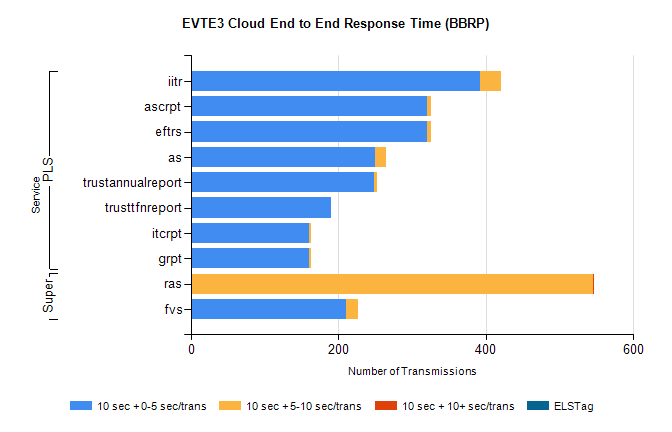 EVTE3 Cloud End to End Response Time (BBRP)
iitr
ascrpt
eftrs
as
trustannualreport
trusttfnreport
itcrpt
grpt
ras
fvs
PLS
Super
Service
0
200
400
600
Number of Transmissions
10 sec +0-5 sec/trans
10 sec +5-10 sec/trans
10 sec + 10+ sec/trans
ELSTag